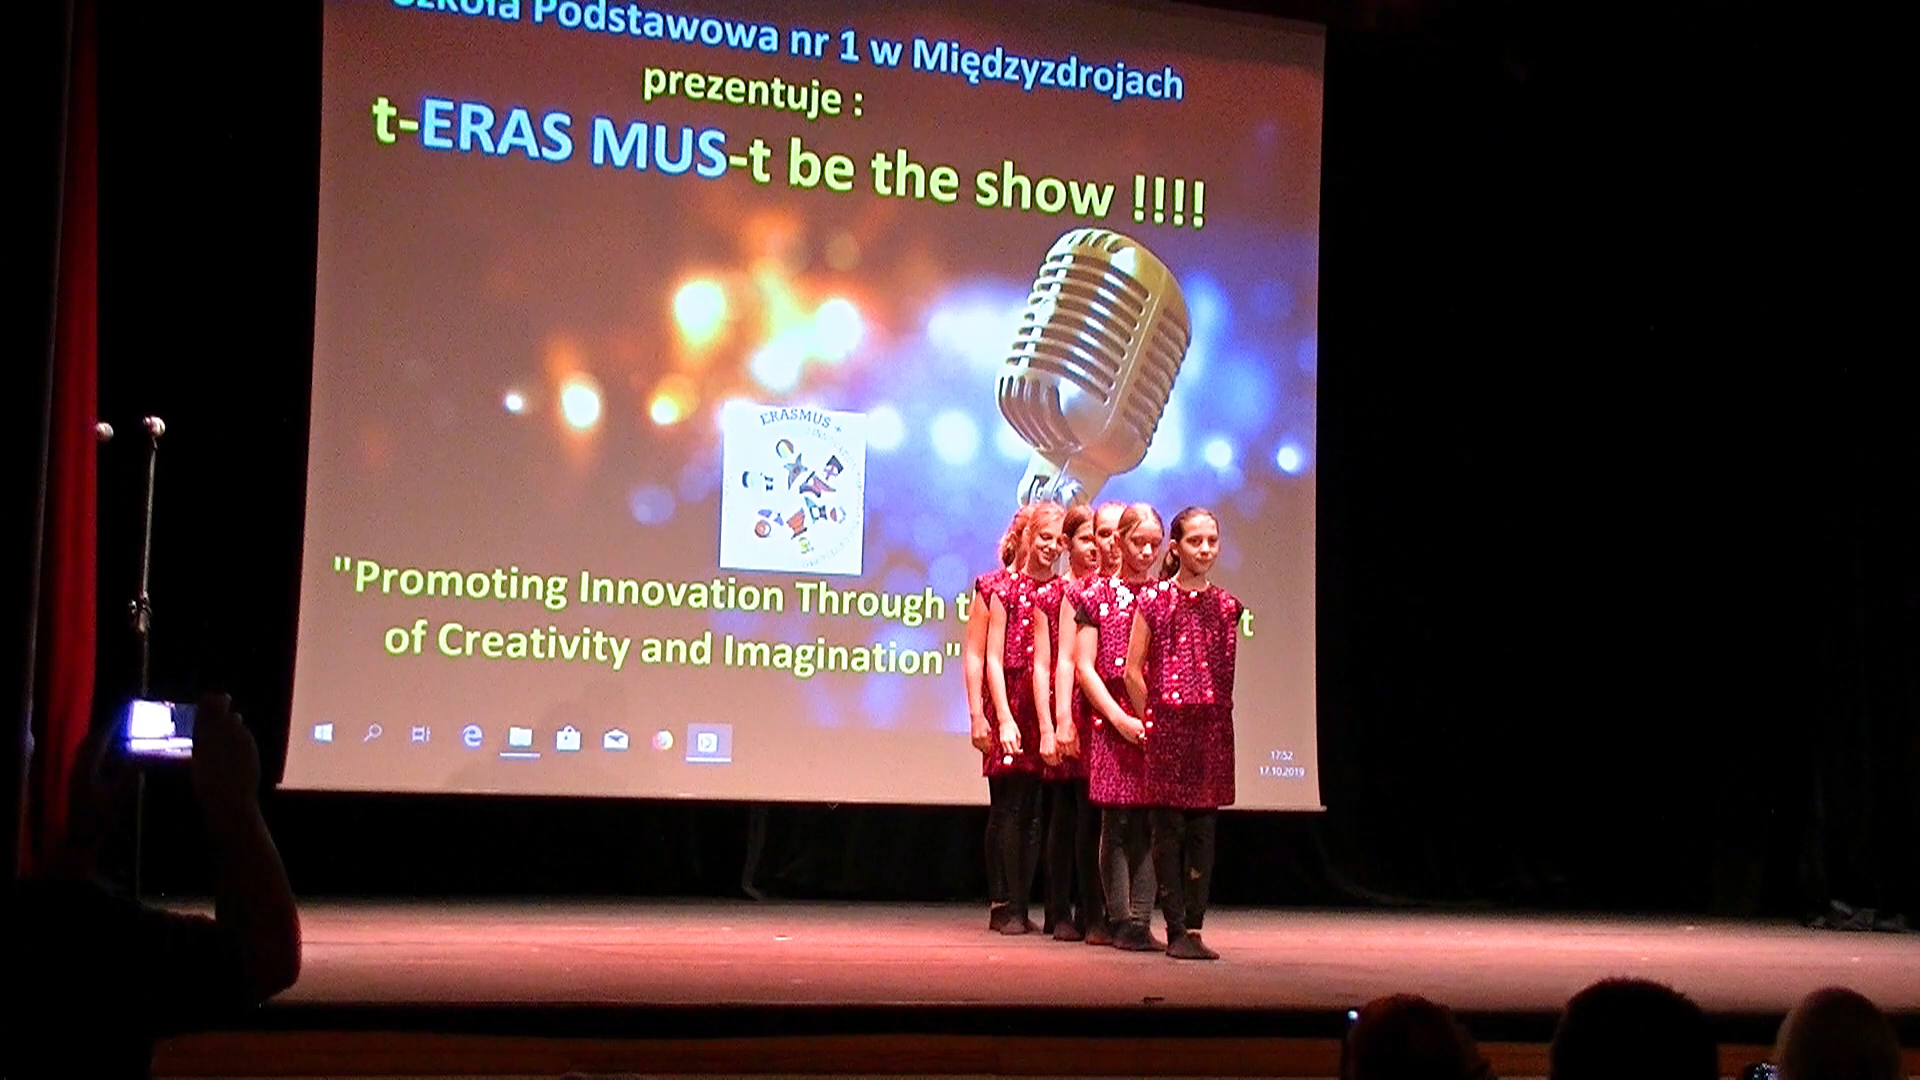 Szkoła Podstawowa nr 1 w Międzyzdrojach
prezentuje :
t-ERAS MUS-t be the show !!!!
ERASMUS +
"Promoting Innovation Through t
t
of Creativity and Imagination"
17:52
17.10.2019